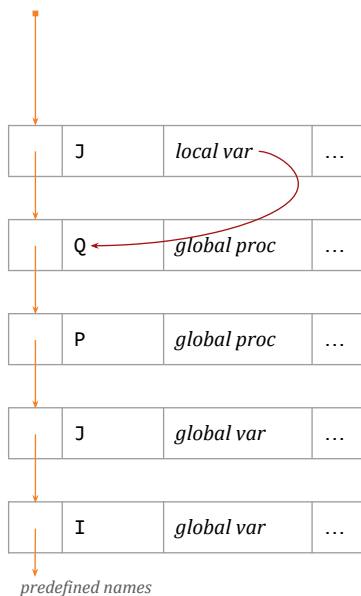 J local var ...
Q global proc ...
P global proc ...
J global var ...
I global var ...
predefined names